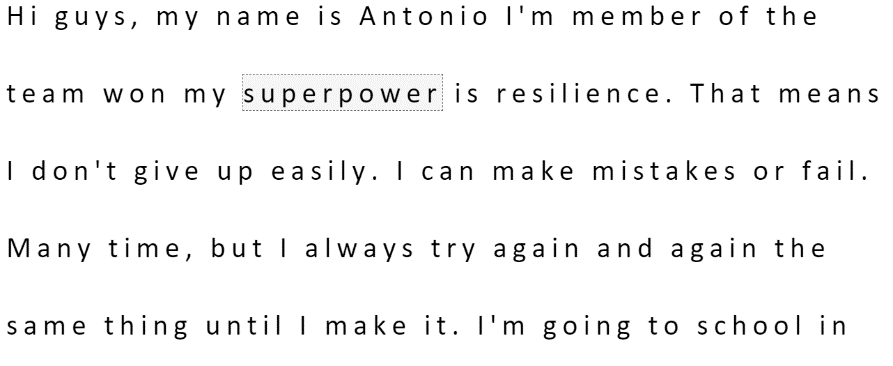 Hi guys, my name is Antonio I'm member of the
team won my superpower is resilience. That means
I don't give up easily. I can make mistakes or fail.
Many time, but I always try again and again the
same thing until I make it. I'm going to school in